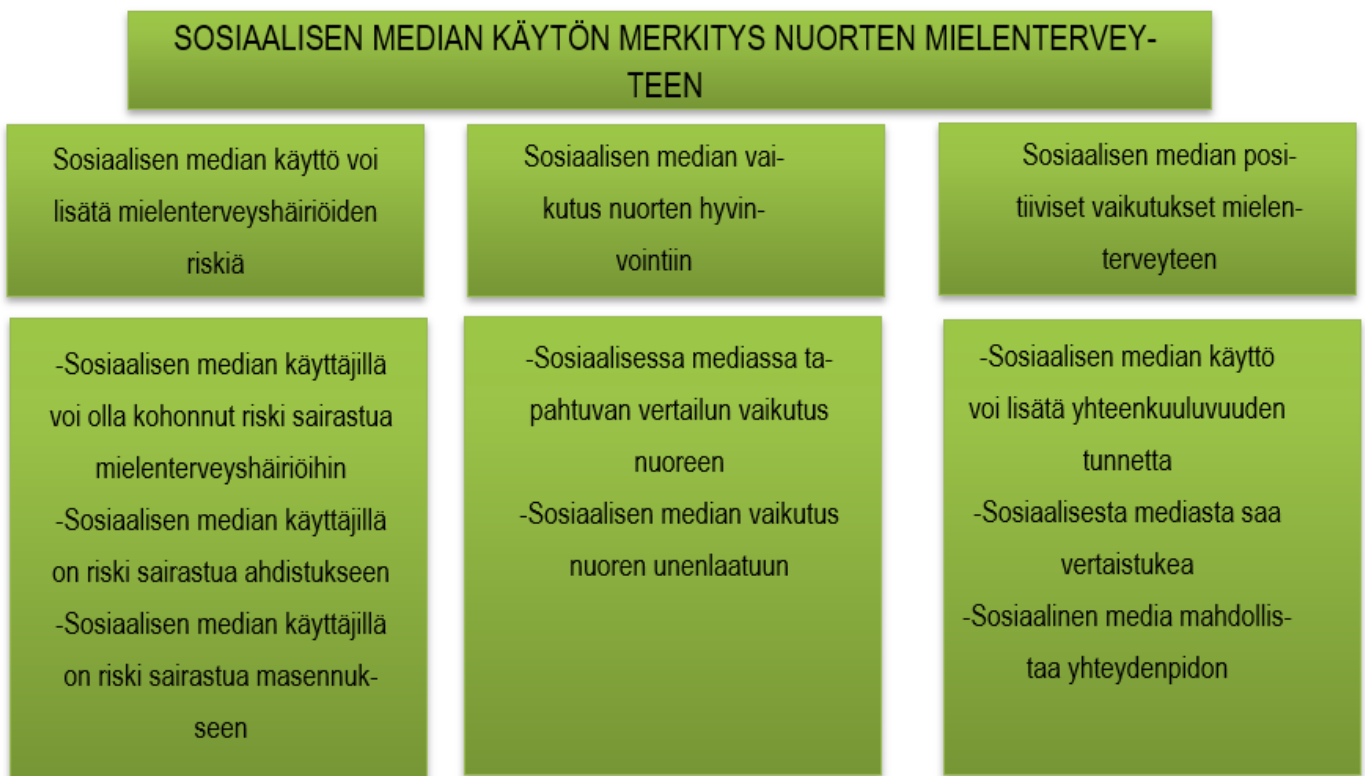 SOSIAALISEN MEDIAN KÄYTÖN MERKITYS NUORTEN MIELENTERVEY-
TEEN
Sosiaalisen median käyttö voi
lisätä mielenterveyshäiriöiden
riskiä
Sosiaalisen median vai-
kutus nuorten hyvin-
vointiin
Sosiaalisen median posi-
tiiviset vaikutukset mielen-
terveyteen
-Sosiaalisen median käyttäjillä
voi olla kohonnut riski sairastua
mielenterveyshäiriöihin
-Sosiaalisen median käyttäjillä
on riski sairastua ahdistukseen
-Sosiaalisen median käyttäjillä
on riski sairastua masennuk-
seen
-Sosiaalisessa mediassa ta-
pahtuvan vertailun vaikutus
nuoreen
-Sosiaalisen median vaikutus
nuoren unenlaatuun
-Sosiaalisen median käyttö
voi lisätä yhteenkuuluvuuden
tunnetta
-Sosiaalisesta mediasta saa
vertaistukea
-Sosiaalinen media mahdollis-
taa yhteydenpidon